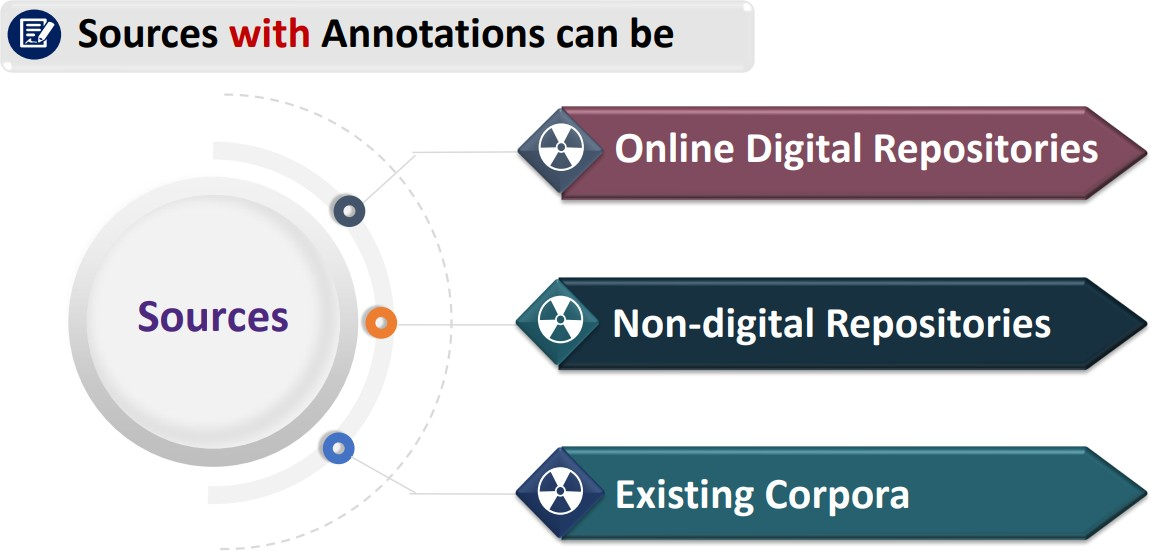 Sources with Annotations can be
Sources
Online Digital Repositories
Non-digital Repositories
Existing Corpora